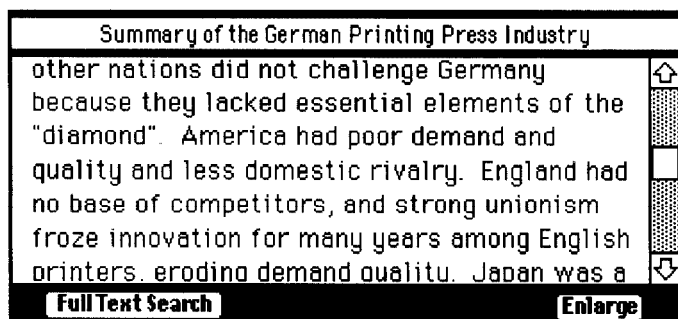 Summary of the German Printing Press Industry
other nations did not challenge Germany
because they lacked essential elements of the
"diamond". America had poor demand and
quality and less domestic rivalry. England had
no base of competitors, and strong unionism
froze innovation for many years among English
printers, eroding demand quality. Japan was a
Full Text Search
Enlarge